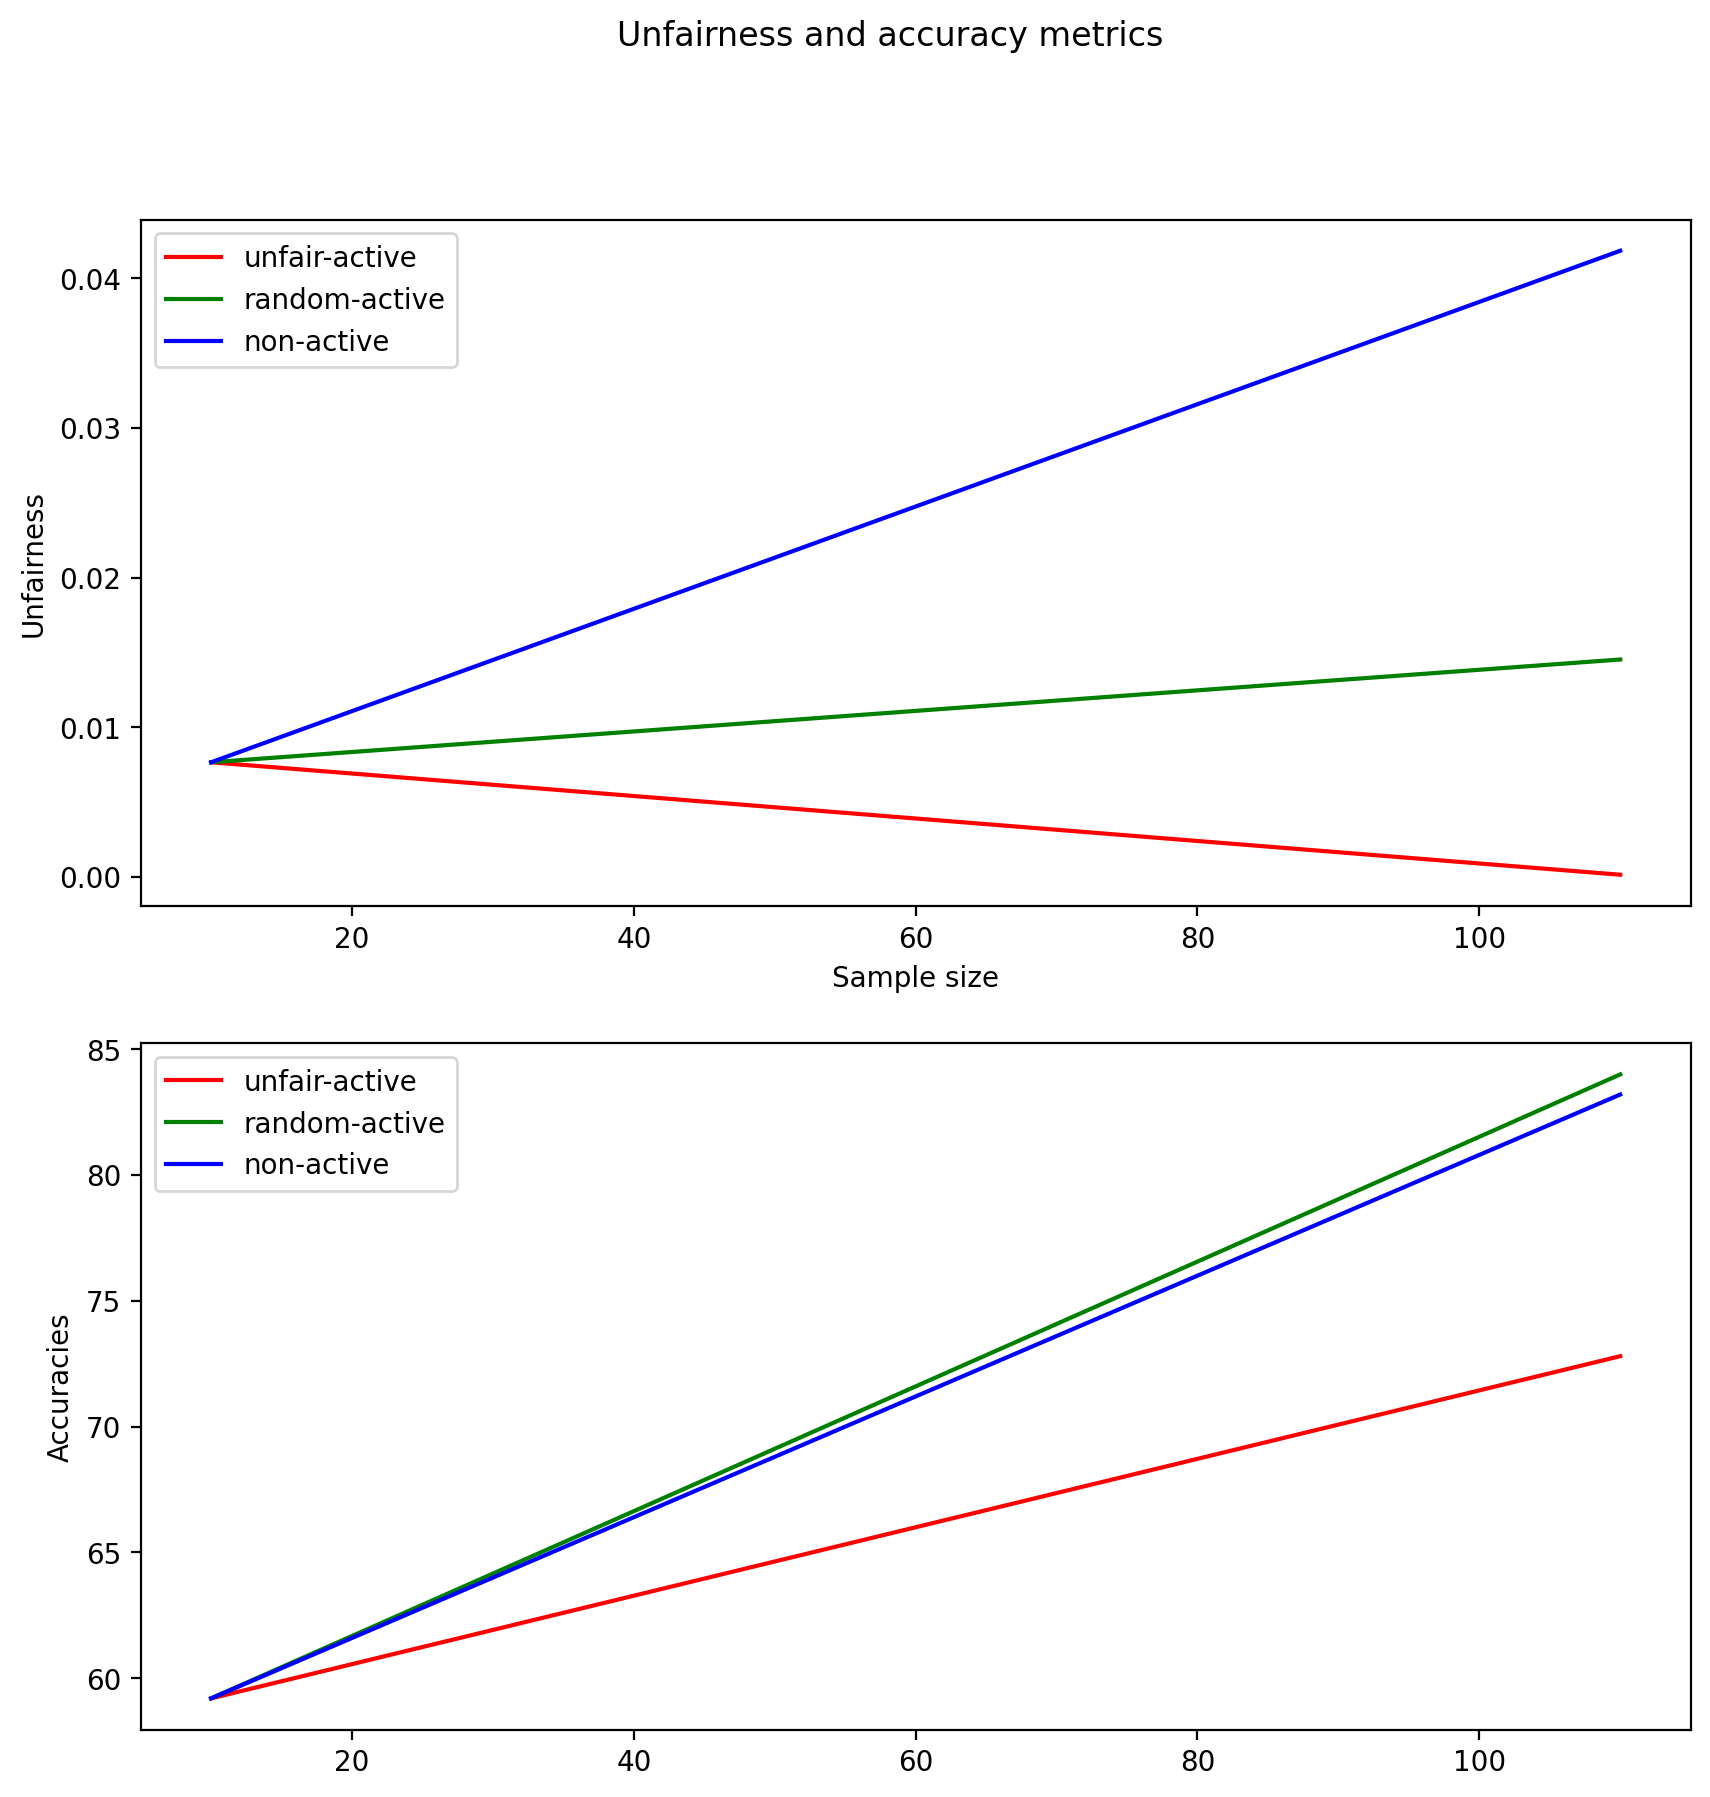 Unfairness and accuracy metrics
unfair-active
random-active
non-active
0.04
0.03
0.02
0.01
0.00
Unfairness
20 40 60 80 100
Sample size
unfair-active
random-active
non-active
85
80
75
70
65
60
Accuracies
20 40 60 80 100